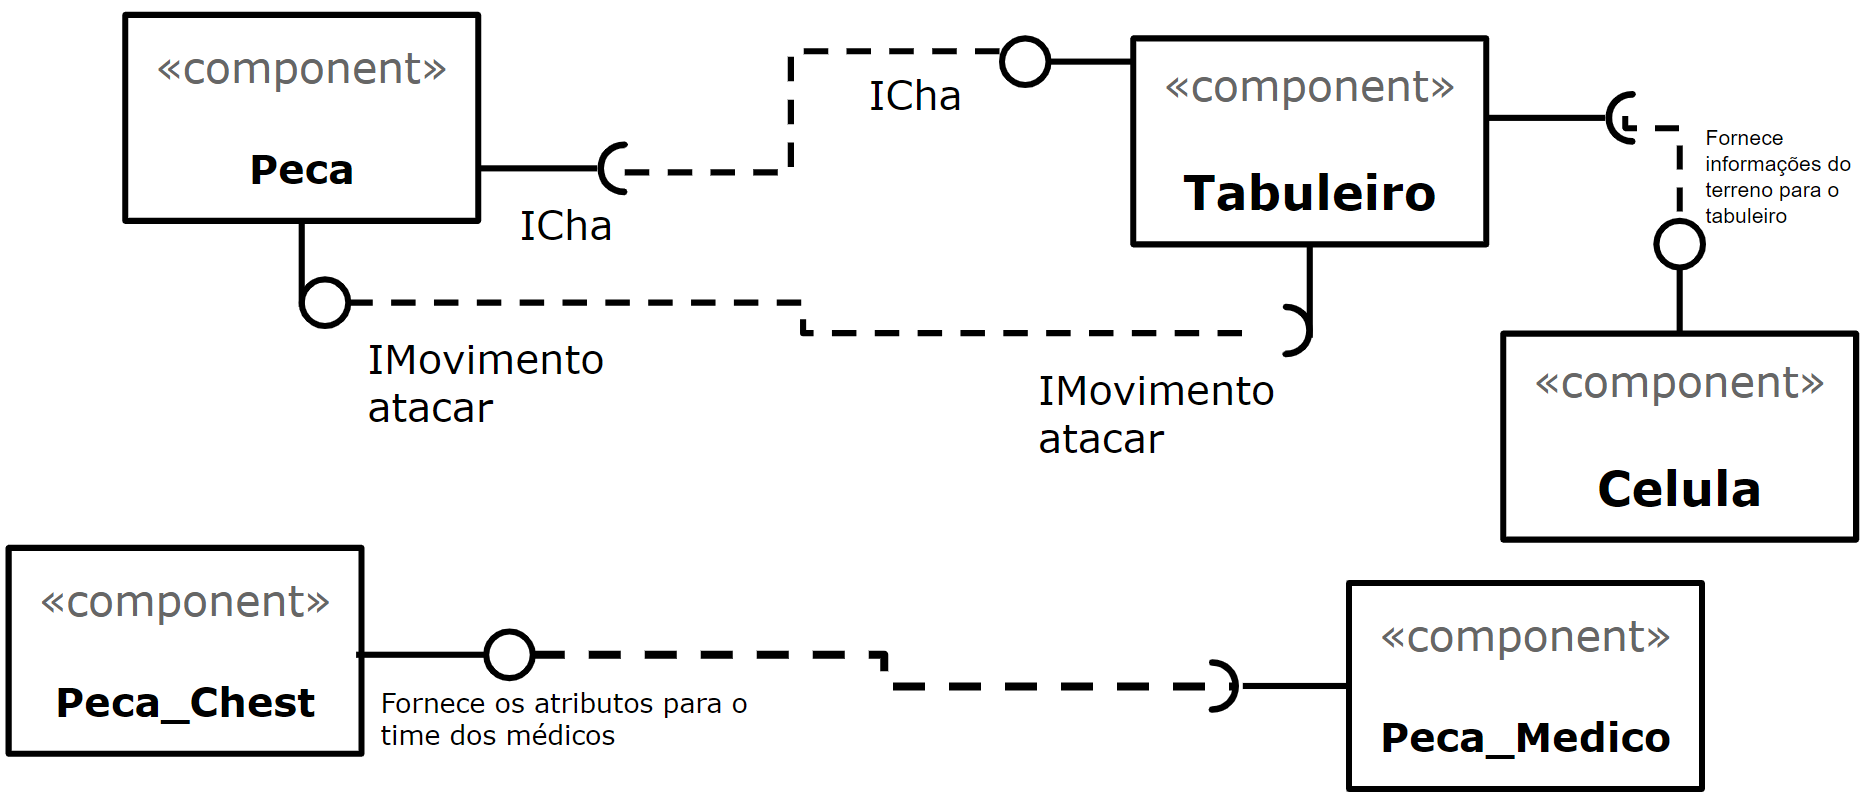 «component»
Peca
ICha
ICha
«component»
Tabuleiro
Fornece
informações do
terreno para o
tabuleiro
IMovimento
atacar
IMovimento
atacar
«component»
Celula
«component»
Peca_Chest
Fornece os atributos para o
time dos médicos
«component»
Peca_Medico